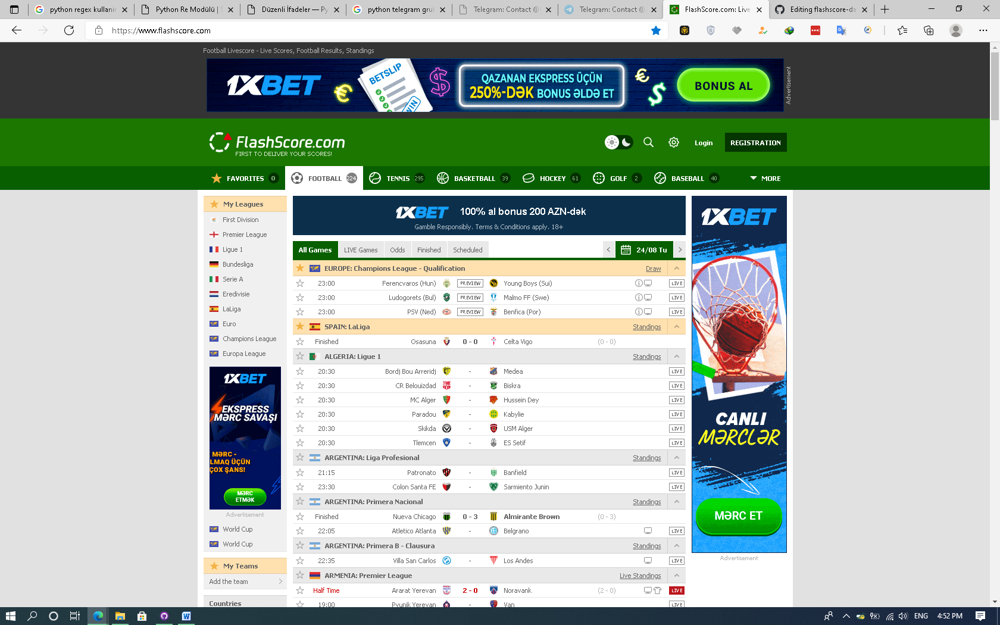 python regex kullanır
Python Re Modülü |
Düzenli İfadeler — Py
python telegram gru
Telegram: Contact @
Telegram: Contact @
FlashScore.com: Live
Editing flashscore-da
https://www.flashscore.com
Football Livescore - Live Scores, Football Results, Standings
1XBET
BETSLIP
WIN
QAZANAN EKSPRESS ÜÇÜN
250%-DƏK BONUS ƏLDƏ ET
BONUS AL
Advertisement
FlashScore.com
FIRST TO DELIVER YOUR SCORES!
Login
REGISTRATION
FAVORITES 0
FOOTBALL 224
TENNIS 295
BASKETBALL 39
HOCKEY 61
GOLF 2
BASEBALL 40
MORE
My Leagues
First Division
Premier League
Ligue 1
Bundesliga
Serie A
Eredivisie
LaLiga
Euro
Champions League
Europa League
1XBET
EKSPRESS
MƏRC SAVAŞI
MƏRC -
LMAQ ÜÇÜN
ÇOX ŞANS!
MƏRC
ETMƏK
Advertisement
World Cup
World Cup
My Teams
Add the team
Countries
1XBET 100% al bonus 200 AZN-dək
Gamble Responsibly. Terms & Conditions apply. 18+
All Games LIVE Games Odds Finished Scheduled 24/08 Tu
EUROPE: Champions League - Qualification Draw
23:00 Ferencvaros (Hun) PREVIEW Young Boys (Sui) LIVE
23:00 Ludogorets (Bul) PREVIEW Malmo FF (Swe) LIVE
23:00 PSV (Ned) PREVIEW Benfica (Por) LIVE
SPAIN: LaLiga Standings
Finished Osasuna 0 - 0 Celta Vigo (0 - 0)
ALGERIA: Ligue 1 Standings
20:30 Bordj Bou Arreridj - Medea LIVE
20:30 CR Belouizdad - Biskra LIVE
20:30 MC Alger - Hussein Dey LIVE
20:30 Paradou - Kabylie LIVE
20:30 Skikda - USM Alger LIVE
20:30 Tlemcen - ES Setif LIVE
ARGENTINA: Liga Profesional Standings
21:15 Patronato - Banfield LIVE
23:30 Colon Santa FE - Sarmiento Junin LIVE
ARGENTINA: Primera Nacional Standings
Finished Nueva Chicago 0 - 3 Almirante Brown (0 - 3)
22:05 Atletico Atlanta - Belgrano LIVE
ARGENTINA: Primera B - Clausura Standings
22:35 Villa San Carlos - Los Andes LIVE
ARMENIA: Premier League Live Standings
Half Time Ararat Yerevan 2 - 0 Noravank (2 - 0) LIVE
19:00 Pyunik Yerevan - Van LIVE
1XBET
CANLI
MƏRCLƏR
MƏRC ET
Advertisement
ENG 4:52 PM